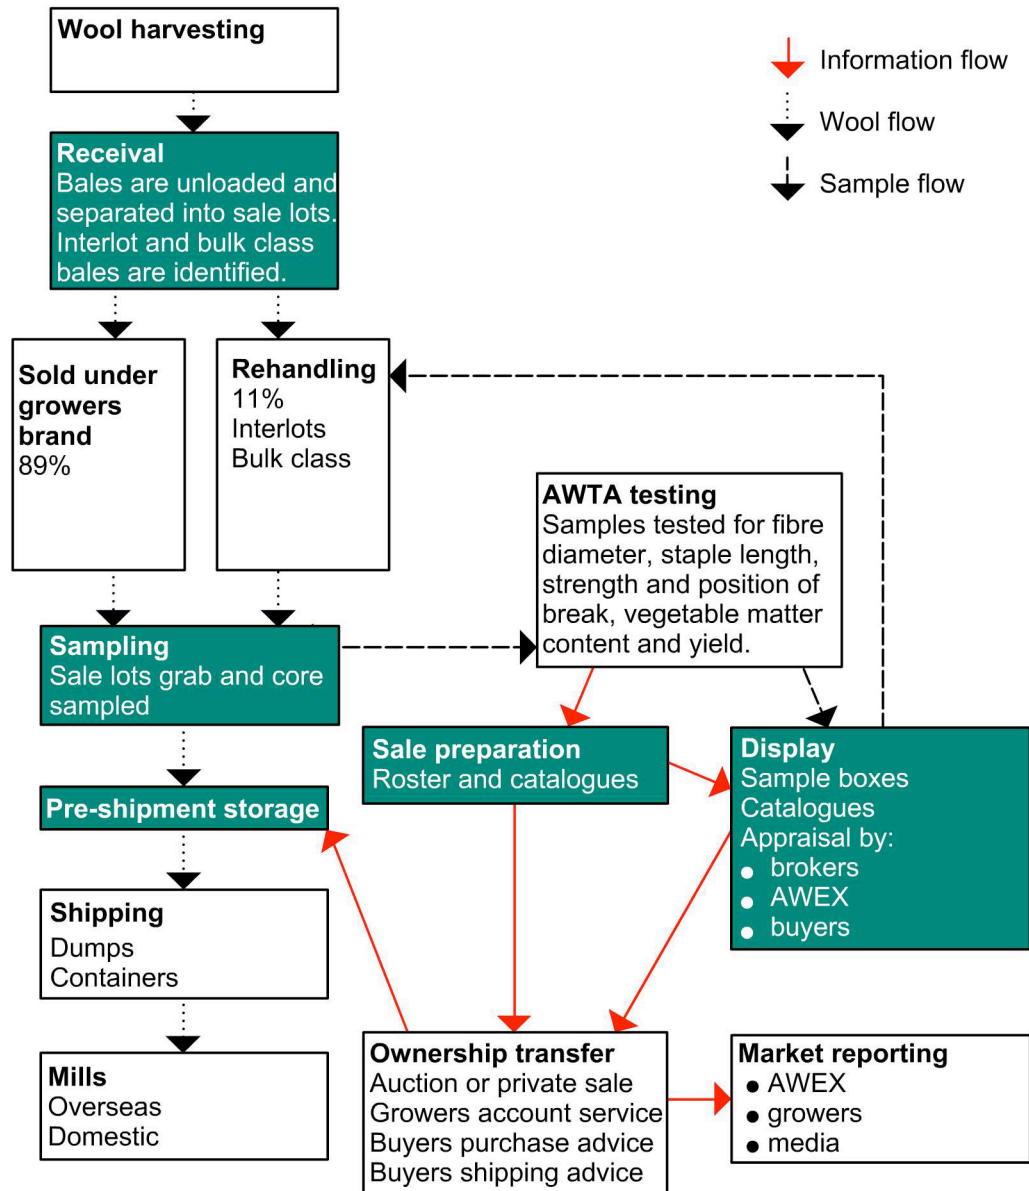 Wool harvesting
Information flow
Wool flow
Sample flow
Receival
Bales are unloaded and
separated into sale lots.
Interlot and bulk class
bales are identified.
Sold under
growers
brand
89%
Rehandling
11%
Interlots
Bulk class
AWTA testing
Samples tested for fibre
diameter, staple length,
strength and position of
break, vegetable matter
content and yield.
Sampling
Sale lots grab and core
sampled
Sale preparation
Roster and catalogues
Display
Sample boxes
Catalogues
Appraisal by:
• brokers
• AWEX
• buyers
Pre-shipment storage
Shipping
Dumps
Containers
Mills
Overseas
Domestic
Ownership transfer
Auction or private sale
Growers account service
Buyers purchase advice
Buyers shipping advice
Market reporting
• AWEX
• growers
• media